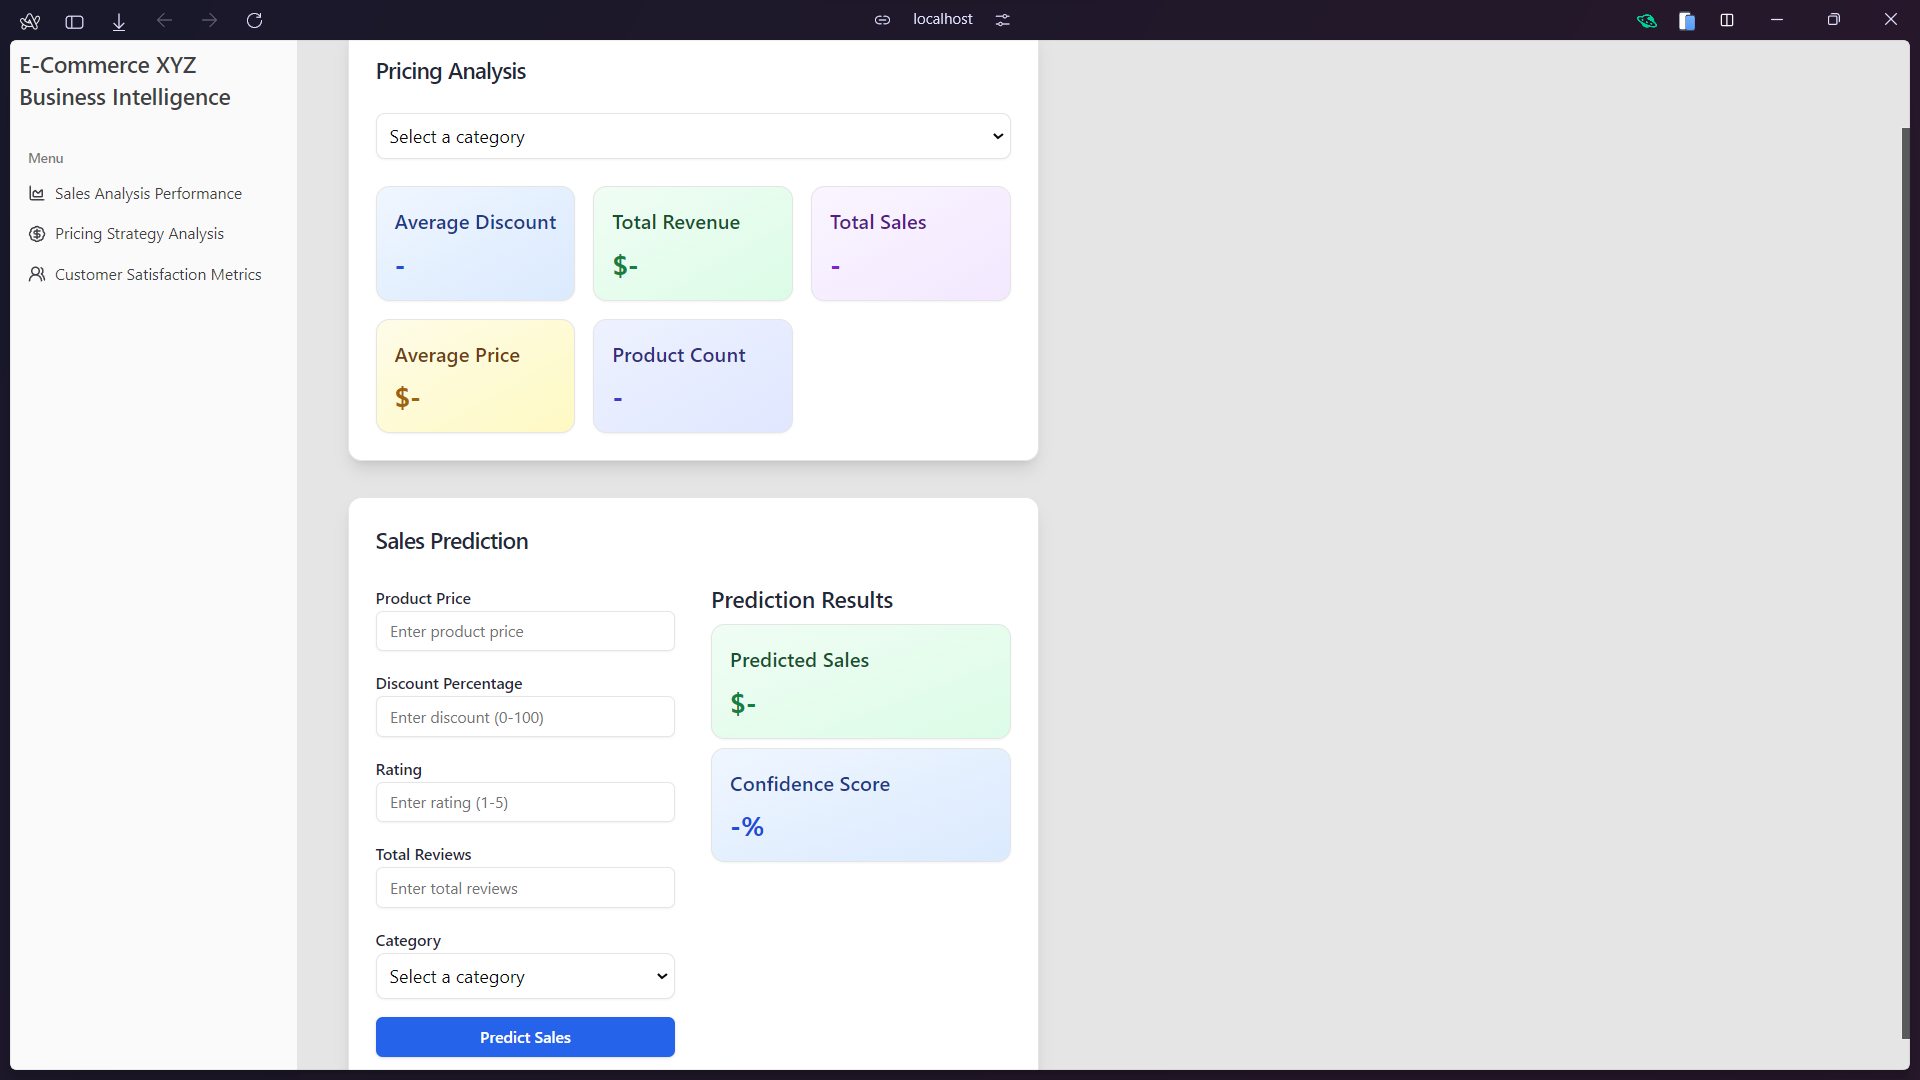 localhost
E-Commerce XYZ
Business Intelligence
Menu
Sales Analysis Performance
Pricing Strategy Analysis
Customer Satisfaction Metrics
Pricing Analysis
Select a category
Average Discount
-
Total Revenue
$-
Total Sales
-
Average Price
$-
Product Count
-
Sales Prediction
Product Price
Enter product price
Discount Percentage
Enter discount (0-100)
Rating
Enter rating (1-5)
Total Reviews
Enter total reviews
Category
Select a category
Predict Sales
Prediction Results
Predicted Sales
$-
Confidence Score
-%